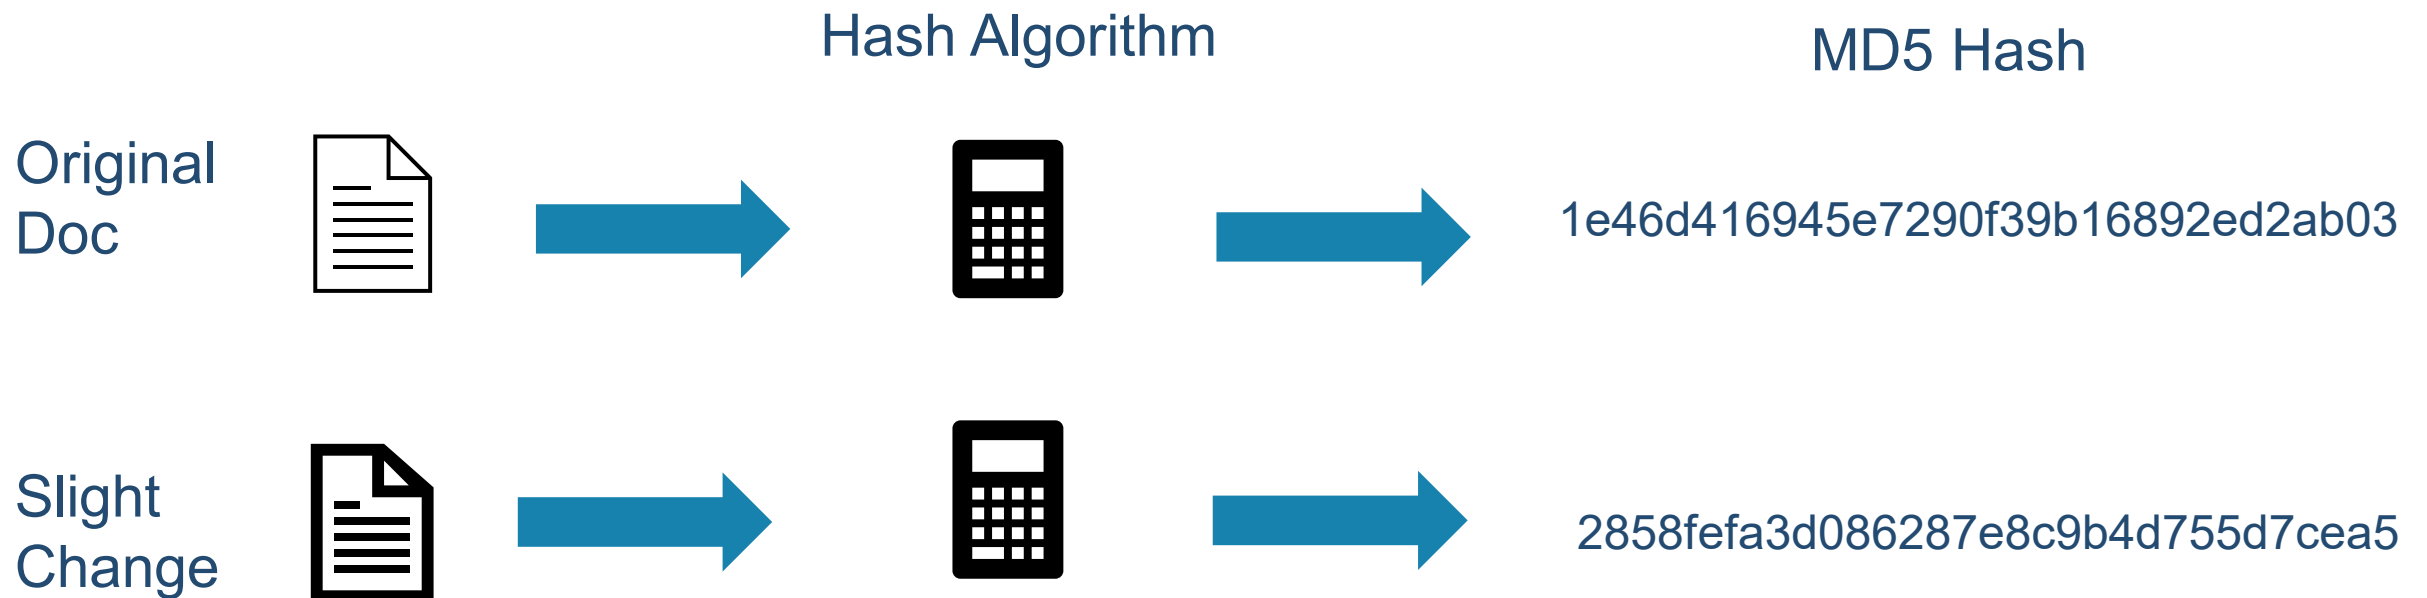 Hash Algorithm
MD5 Hash
Original
Doc
1e46d416945e7290f39b16892ed2ab03
Slight
Change
2858fefa3d086287e8c9b4d755d7cea5